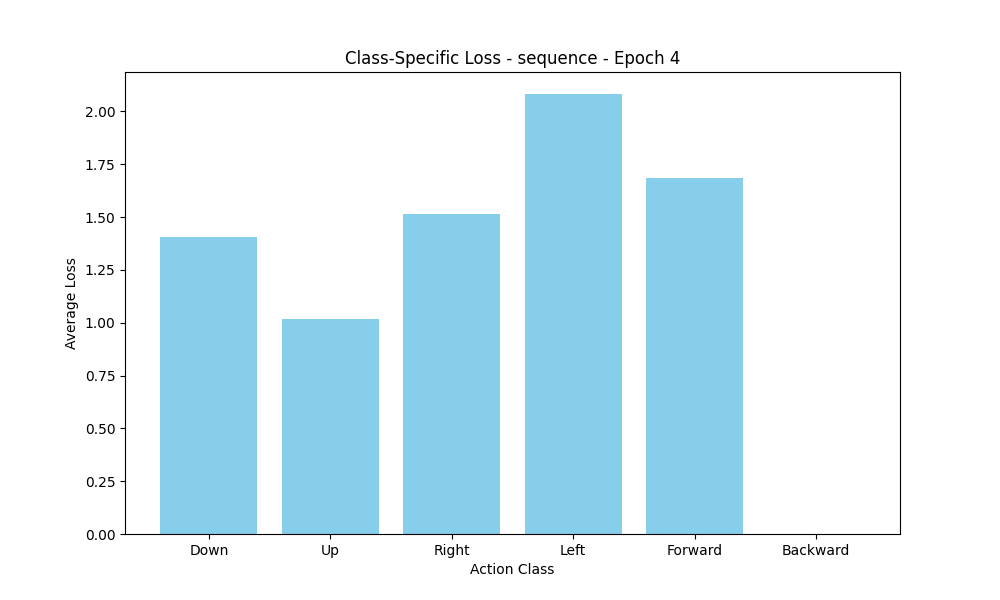 Class-Specific Loss - sequence - Epoch 4
Average Loss
2.00
1.75
1.50
1.25
1.00
0.75
0.50
0.25
0.00
Down Up Right Left Forward Backward
Action Class